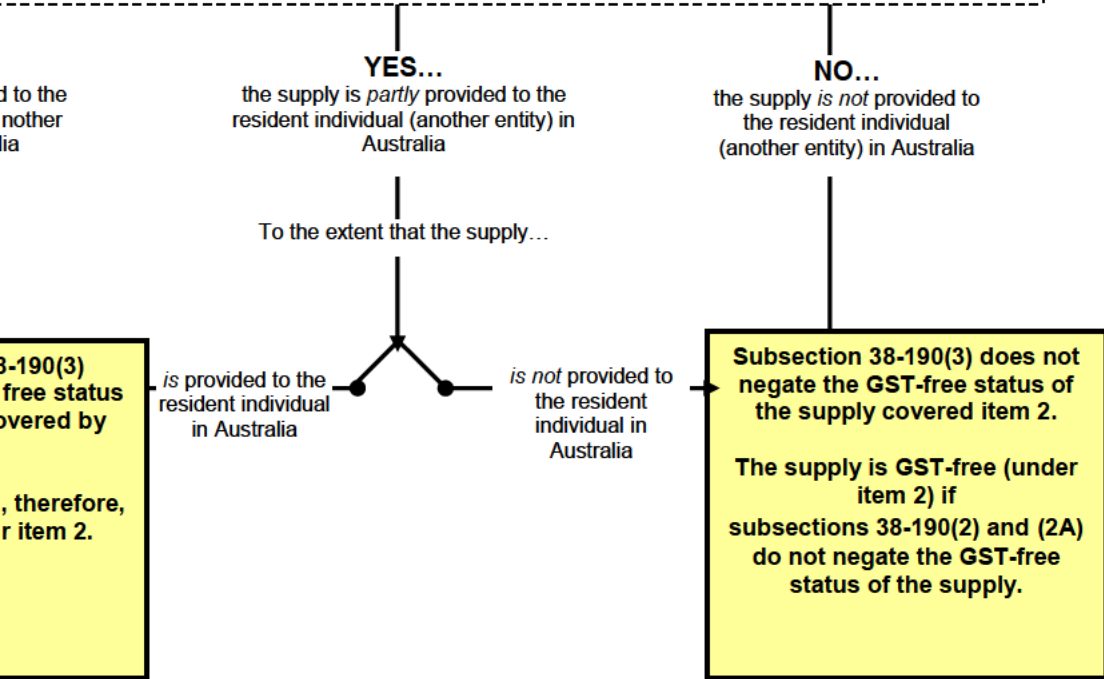 d to the
nother
lia
YES…
the supply is partly provided to the
resident individual (another entity) in
Australia
NO…
the supply is not provided to
the resident individual
(another entity) in Australia
To the extent that the supply…
8-190(3)
free status
overed by
, therefore,
r item 2.
is provided to the
resident individual
in Australia
is not provided to
the resident
individual in
Australia
Subsection 38-190(3) does not
negate the GST-free status of
the supply covered item 2.
The supply is GST-free (under
item 2) if
subsections 38-190(2) and (2A)
do not negate the GST-free
status of the supply.